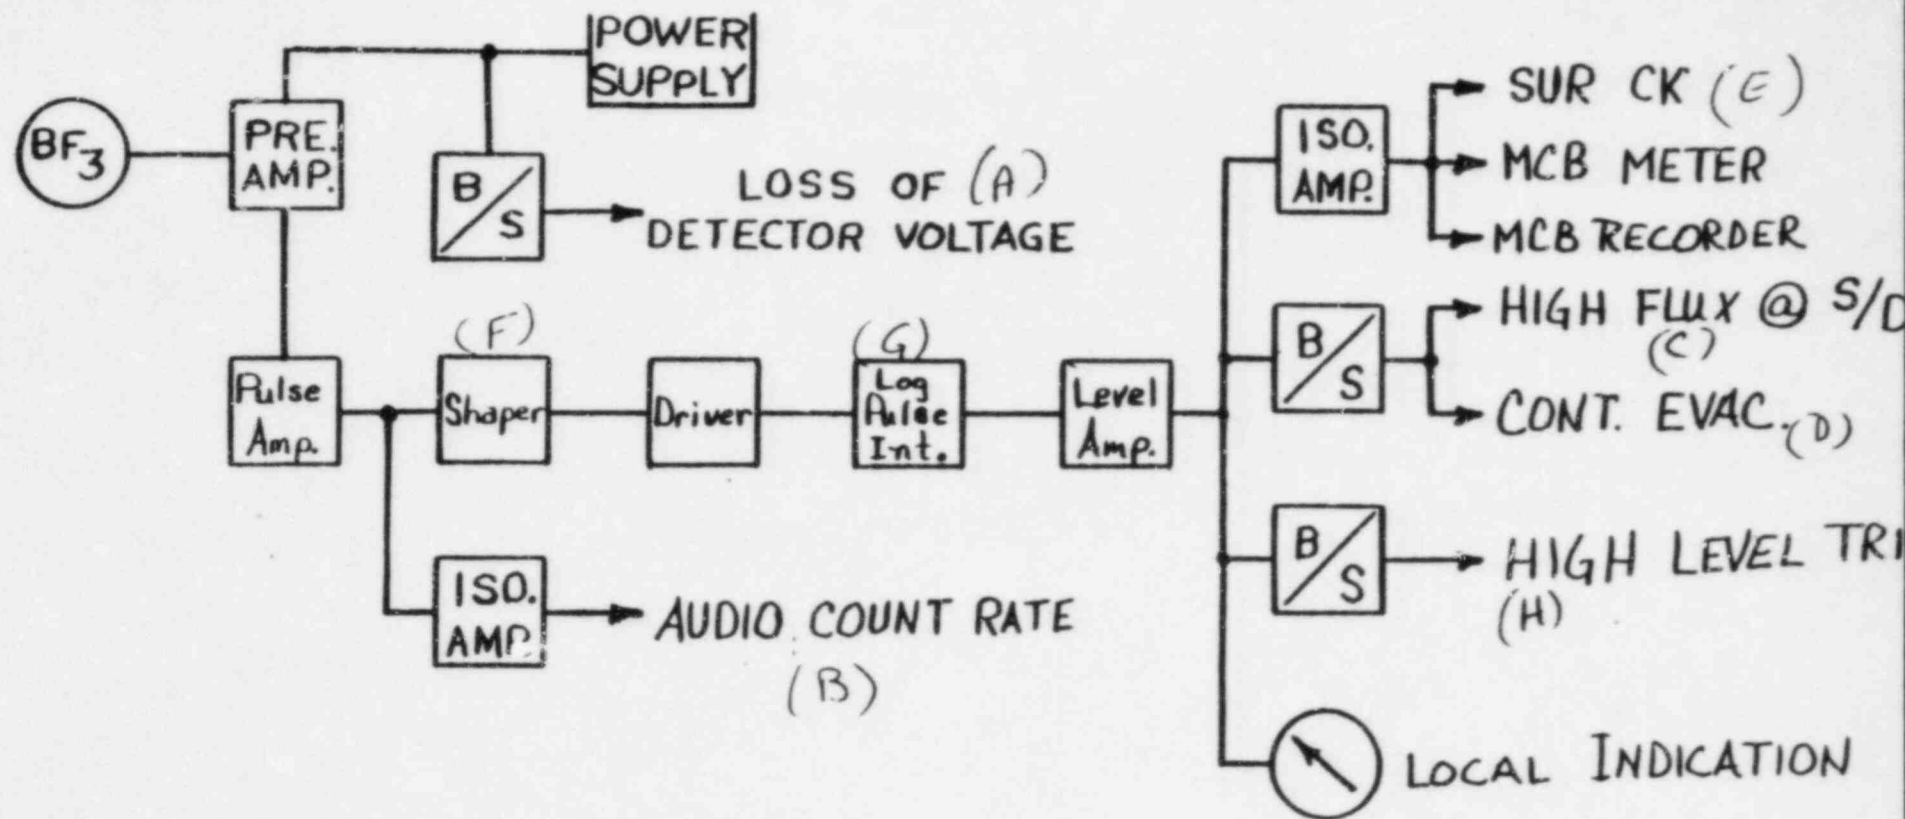 POWER
SUPPLY
BF3
PRE.
AMP.
B/S
LOSS OF (A)
DETECTOR VOLTAGE
ISO.
AMP.
SUR CK (E)
MCB METER
MCB RECORDER
B/S
HIGH FLUX @ S/D
(C)
CONT. EVAC. (D)
Pulse
Amp.
(F)
Shaper
Driver
(G)
Log
Pulse
Int.
Level
Amp.
B/S
HIGH LEVEL TRI
(H)
ISO.
AMP.
AUDIO COUNT RATE
(B)
LOCAL INDICATION